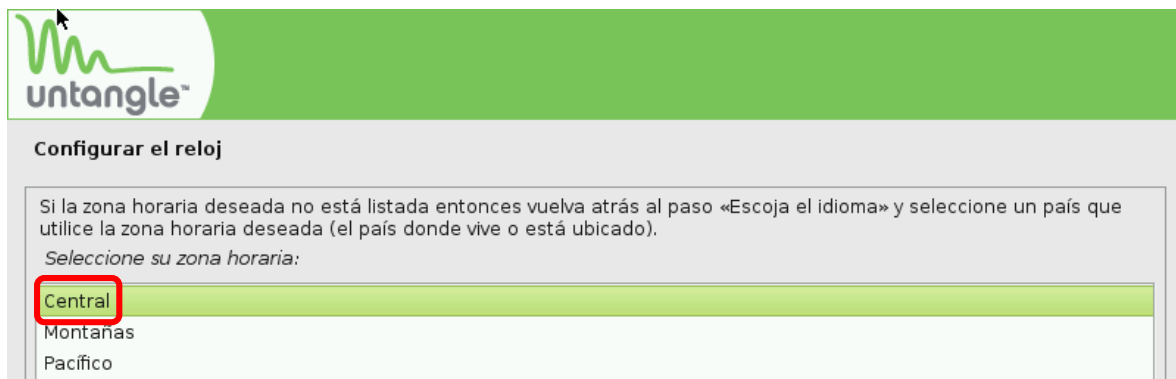 untangle™
Configurar el reloj
Si la zona horaria deseada no está listada entonces vuelva atrás al paso «Escoja el idioma» y seleccione un país que
utilice la zona horaria deseada (el país donde vive o está ubicado).
Seleccione su zona horaria:
Central
Montañas
Pacífico